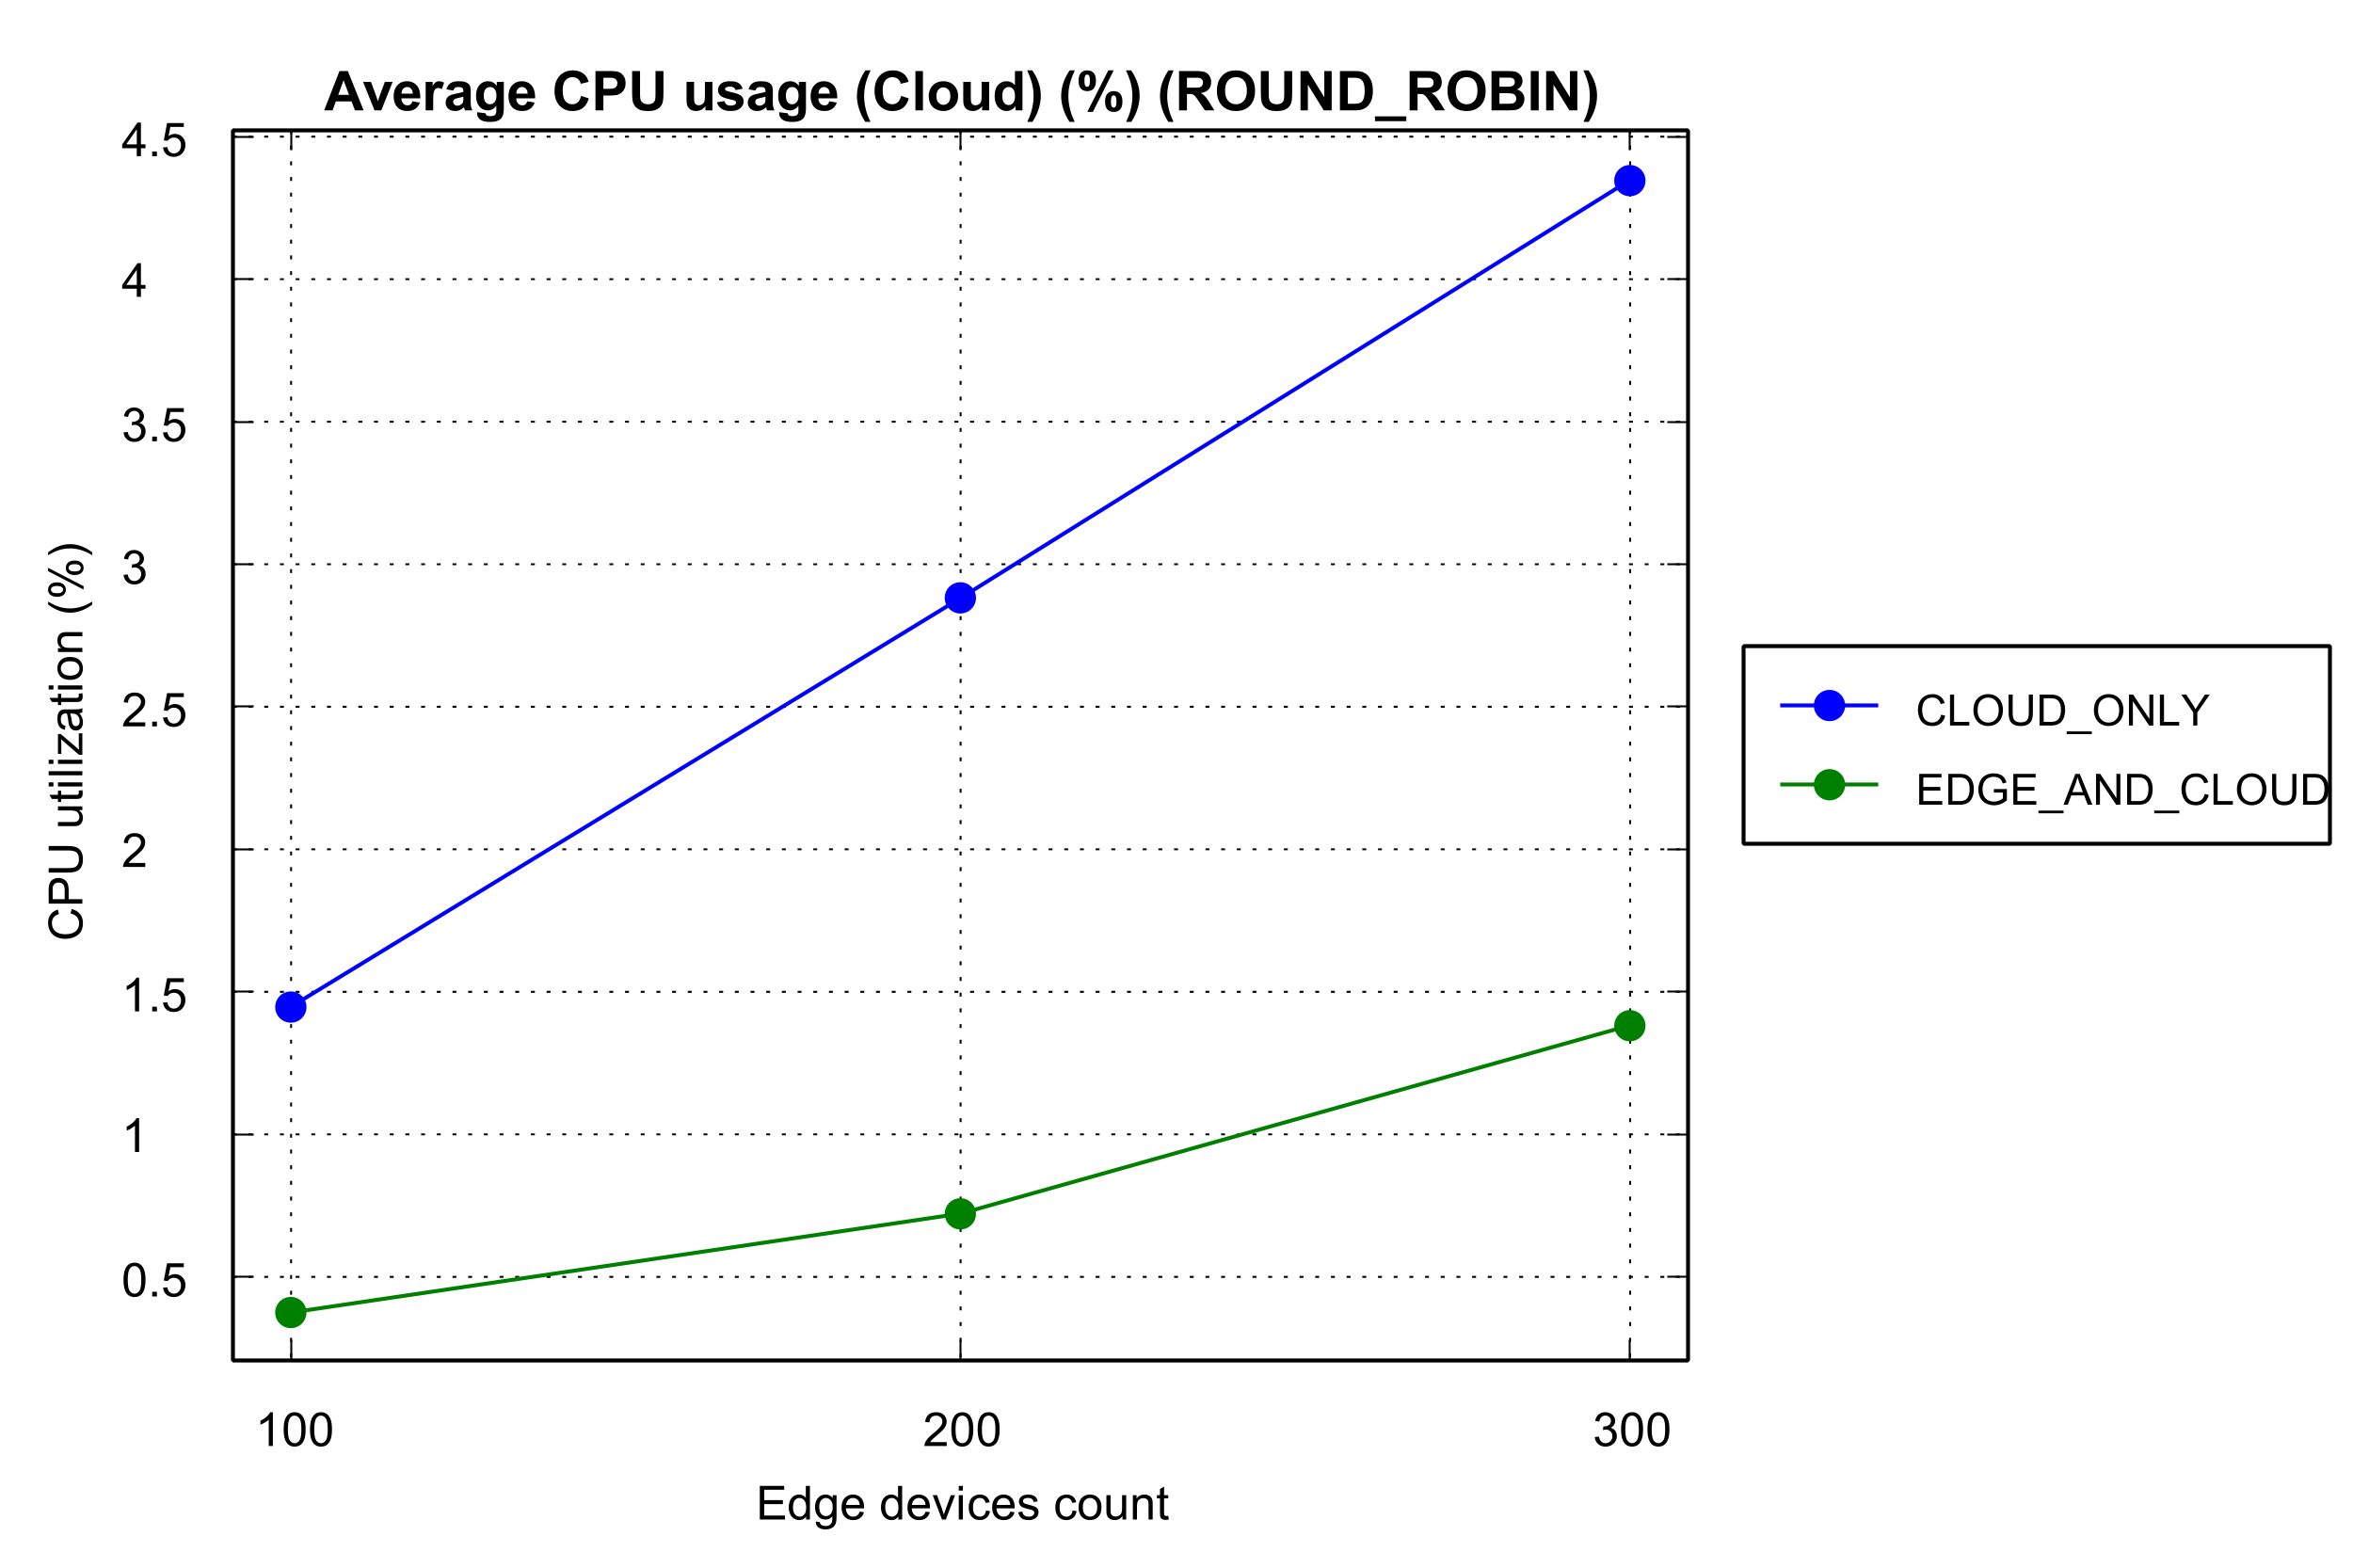 Average CPU usage (Cloud) (%) (ROUND_ROBIN)
4.5
4
3.5
3
2.5
2
1.5
1
0.5
CPU utilization (%)
100 200 300
Edge devices count
CLOUD_ONLY
EDGE_AND_CLOUD